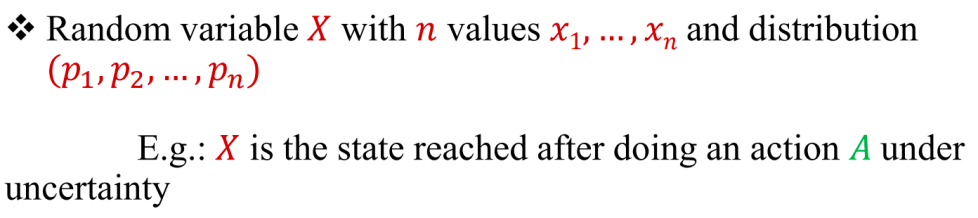 ❖ Random variable X with n values x₁, … , xₙ and distribution
(p₁, p₂, … , pₙ)
E.g.: X is the state reached after doing an action A under
uncertainty